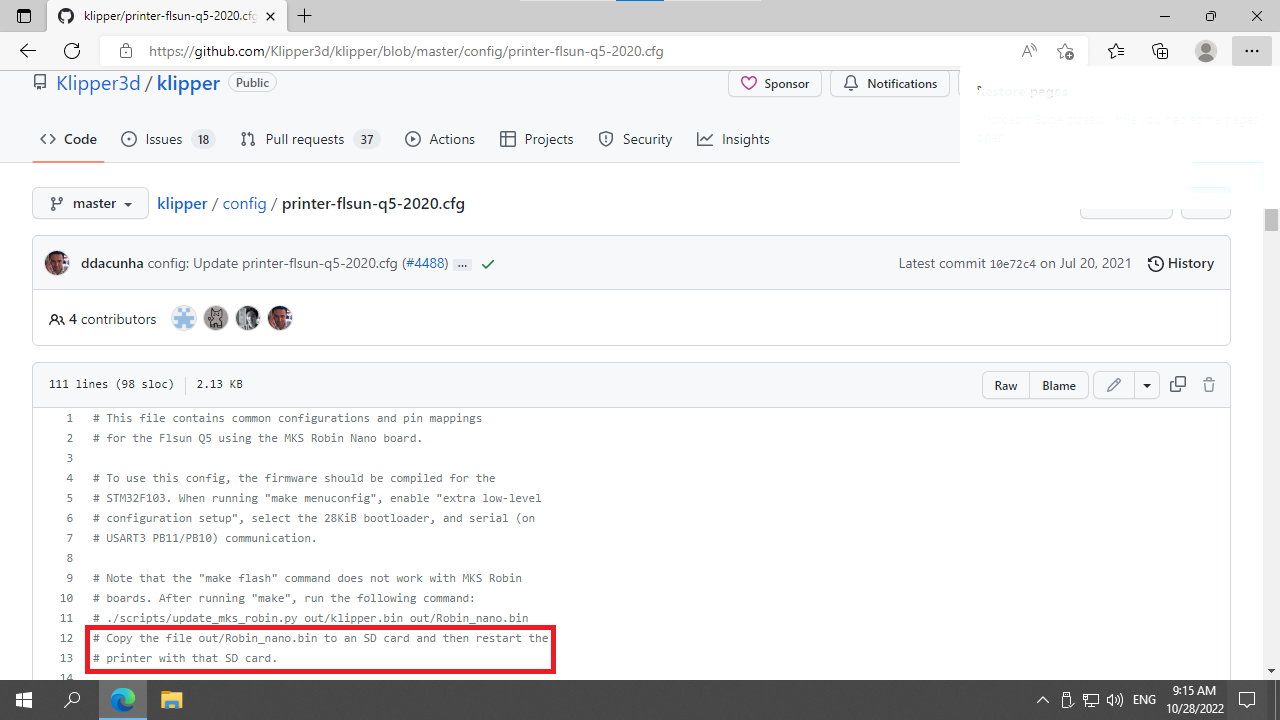 klipper/printer-flsun-q5-2020.cfg
https://github.com/Klipper3d/klipper/blob/master/config/printer-flsun-q5-2020.cfg
Klipper3d / klipper Public
Sponsor Notifications
Restore pages
Code Issues 18 Pull requests 37 Actions Projects Security Insights
master klipper / config / printer-flsun-q5-2020.cfg
ddacunha config: Update printer-flsun-q5-2020.cfg (#4488) ... Latest commit 10e72c4 on Jul 20, 2021 History
4 contributors
111 lines (98 sloc) 2.13 KB Raw Blame
1 # This file contains common configurations and pin mappings
2 # for the Flsun Q5 using the MKS Robin Nano board.
3
4 # To use this config, the firmware should be compiled for the
5 # STM32F103. When running "make menuconfig", enable "extra low-level
6 # configuration setup", select the 28KiB bootloader, and serial (on
7 # USART3 PB11/PB10) communication.
8
9 # Note that the "make flash" command does not work with MKS Robin
10 # boards. After running "make", run the following command:
11 # ./scripts/update_mks_robin.py out/klipper.bin out/Robin_nano.bin
12 # Copy the file out/Robin_nano.bin to an SD card and then restart the
13 # printer with that SD card.
14
ENG 9:15 AM
10/28/2022